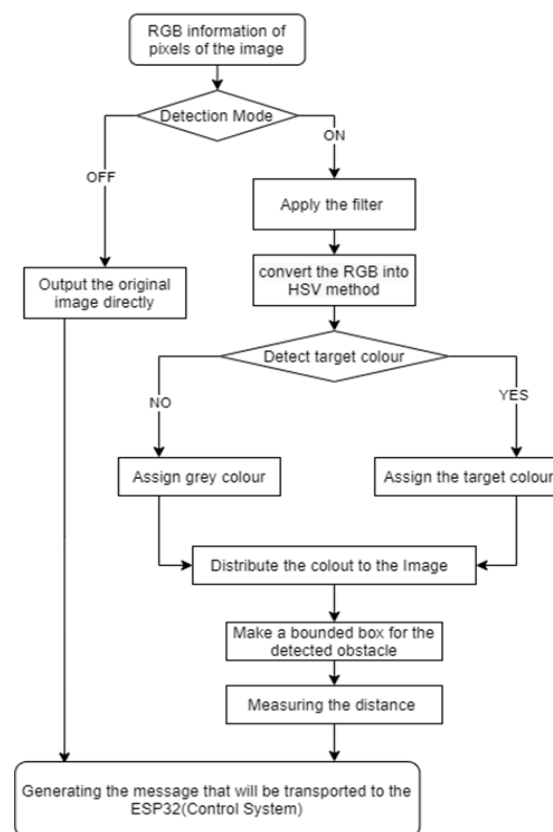 RGB information of
pixels of the image
Detection Mode
ON
OFF
Apply the filter
convert the RGB into
HSV method
Output the original
image directly
Detect target colour
NO
YES
Assign grey colour
Assign the target colour
Distribute the colout to the Image
Make a bounded box for the
detected obstacle
Measuring the distance
Generating the message that will be transported to the
ESP32(Control System)